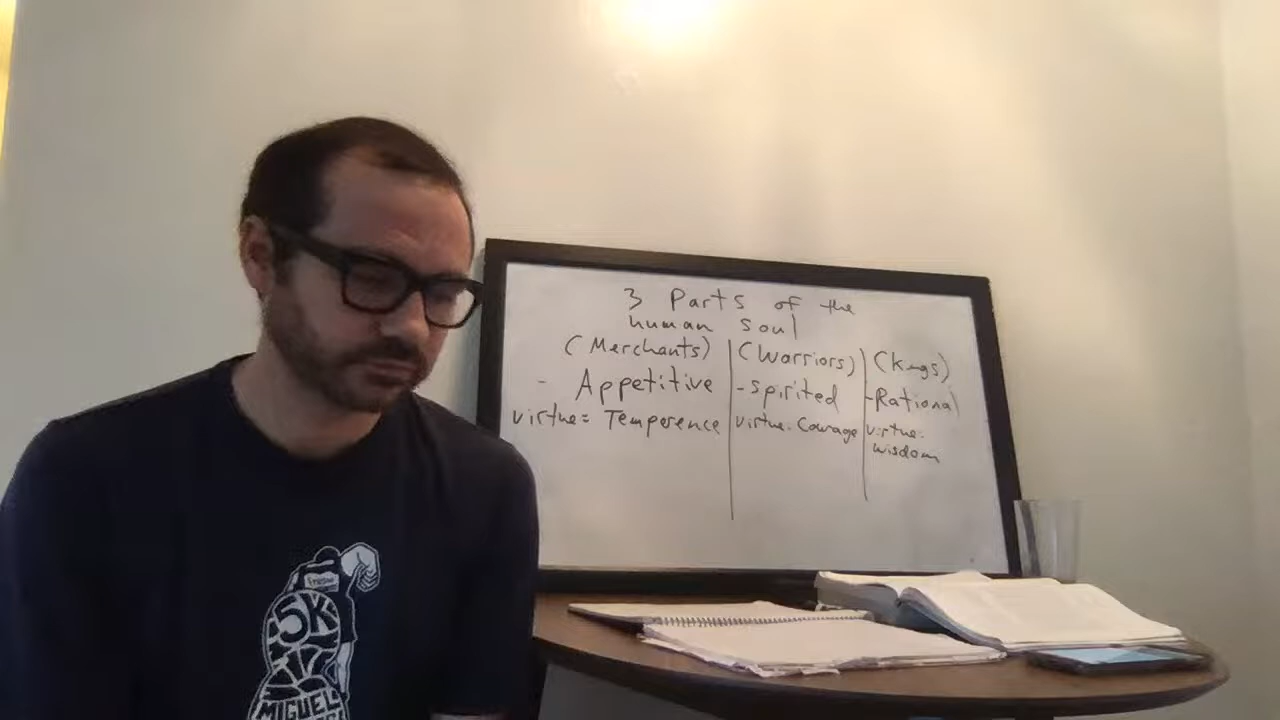 3 Parts of the
human soul
(Merchants) (Warriors) (Kings)
- Appetitive - Spirited - Rational
virtue= Temperence virtue: Courage virtue:
wisdom
5K
MIGUEL